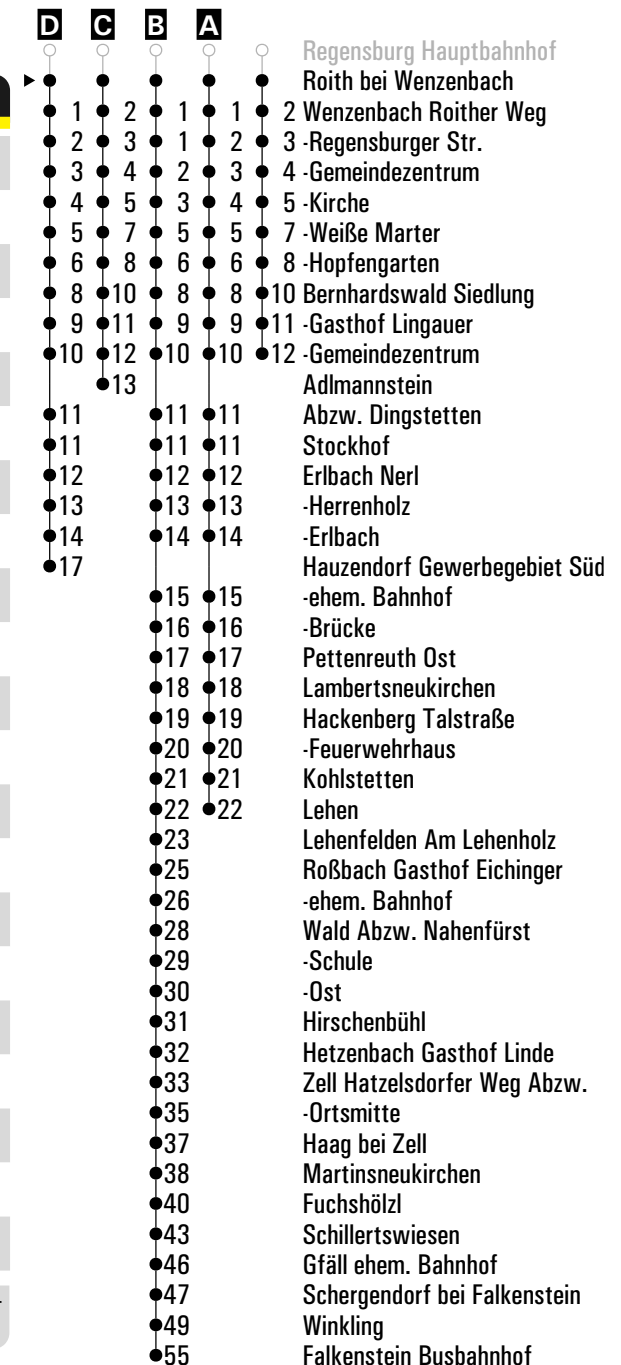 D C B A
Regensburg Hauptbahnhof
Roith bei Wenzenbach
1 2 1 1 2 Wenzenbach Roither Weg
2 3 1 2 3 -Regensburger Str.
3 4 2 3 4 -Gemeindezentrum
4 5 3 4 5 -Kirche
5 7 5 5 7 -Weiße Marter
6 8 6 6 8 -Hopfengarten
8 10 8 8 10 Bernhardswald Siedlung
9 11 9 9 11 -Gasthof Lingauer
10 12 10 10 12 -Gemeindezentrum
13 Adlmannstein
11 11 11 Abzw. Dingstetten
11 11 11 Stockhof
12 12 12 Erlbach Nerl
13 13 13 -Herrenholz
14 14 14 -Erlbach
17 Hauzendorf Gewerbegebiet Süd
15 15 -ehem. Bahnhof
16 16 -Brücke
17 17 Pettenreuth Ost
18 18 Lambertsneukirchen
19 19 Hackenberg Talstraße
20 20 -Feuerwehrhaus
21 21 Kohlstetten
22 22 Lehen
23 Lehenfelden Am Lehenholz
25 Roßbach Gasthof Eichinger
26 -ehem. Bahnhof
28 Wald Abzw. Nahenfürst
29 -Schule
30 -Ost
31 Hirschenbühl
32 Hetzenbach Gasthof Linde
33 Zell Hatzelsdorfer Weg Abzw.
35 -Ortsmitte
37 Haag bei Zell
38 Martinsneukirchen
40 Fuchshölzl
43 Schillertswiesen
46 Gfäll ehem. Bahnhof
47 Schergendorf bei Falkenstein
49 Winkling
55 Falkenstein Busbahnhof